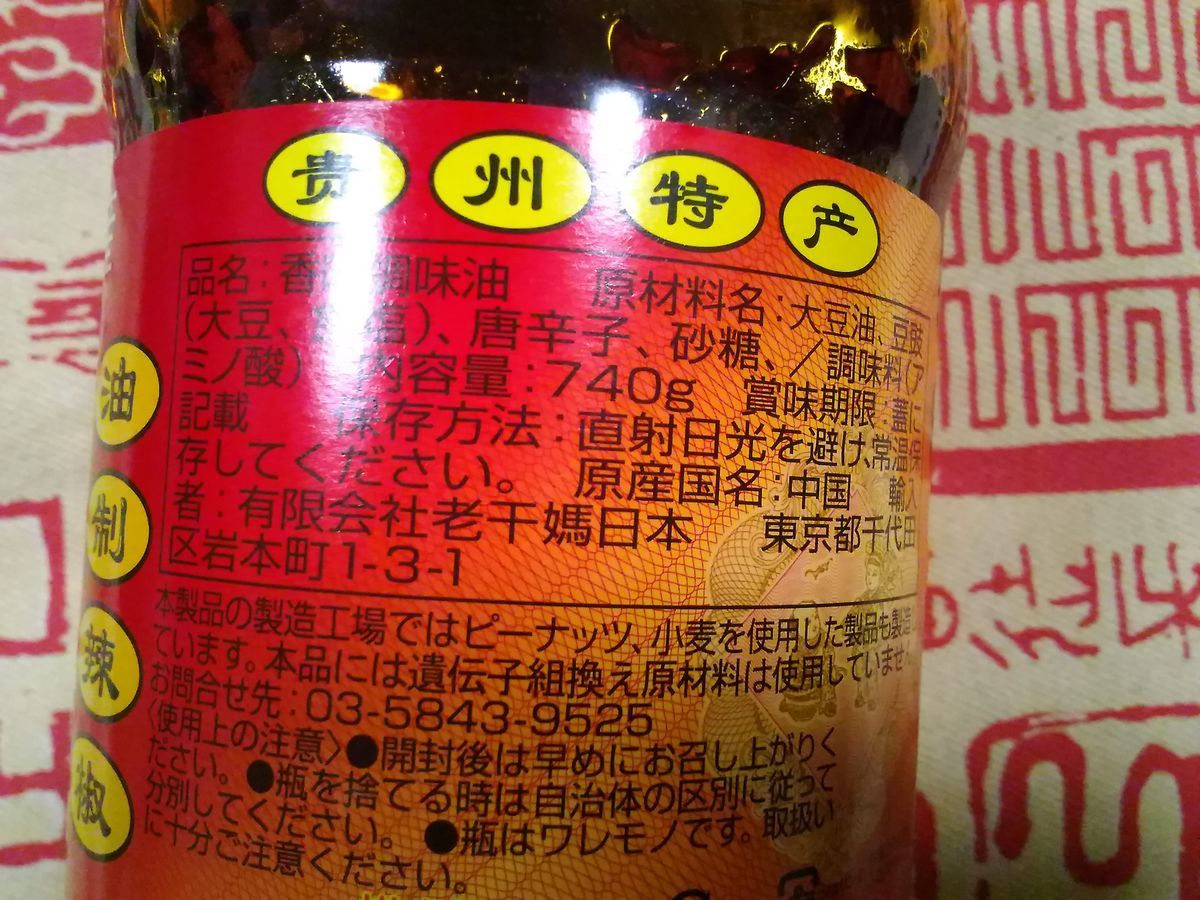 贵州特产
品名:香 調味油 原材料名:大豆油、豆豉
(大豆、 塩)、唐辛子、砂糖、/調味料(ア
ミノ酸) 内容量:740g 賞味期限:蓋に
記載 保存方法:直射日光を避け、常温保
存してください。 原産国名:中国 輸入
者:有限会社老干媽日本 東京都千代田
区岩本町1-3-1
本製品の製造工場ではピーナッツ、小麦を使用した製品も製造し
ています。本品には遺伝子組換え原材料は使用していませ
お問合せ先:03-5843-9525
〈使用上の注意〉●開封後は早めにお召し上がりく
ださい。●瓶を捨てる時は自治体の区別に従って
分別してください。 ●瓶はワレモノです。取扱い
に十分ご注意ください。
油制辣椒